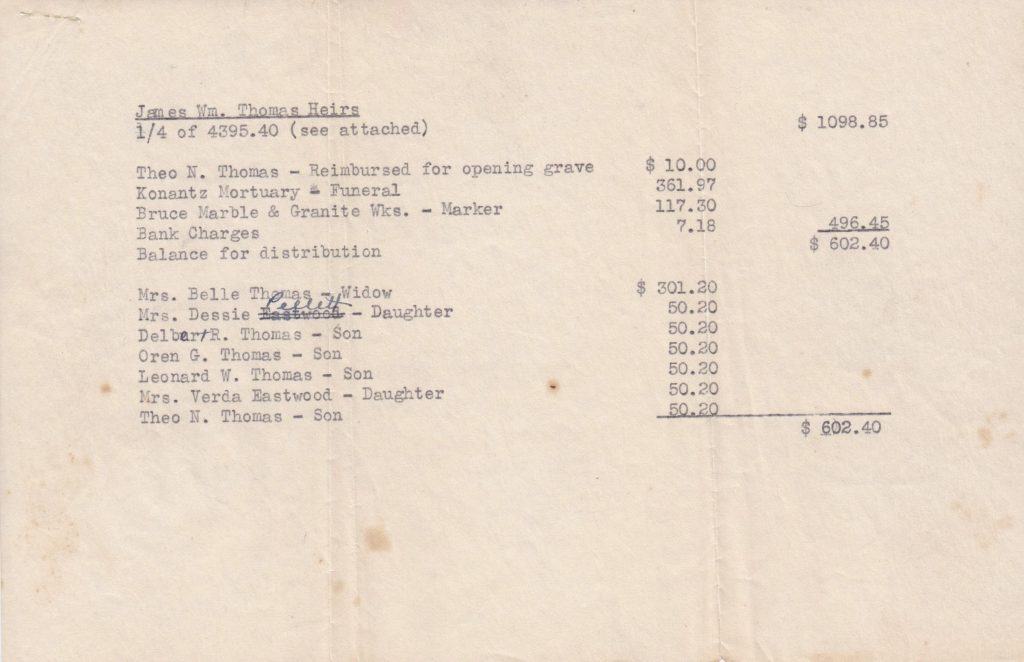 James Wm. Thomas Heirs
1/4 of 4395.40 (see attached) $ 1098.85
Theo N. Thomas - Reimbursed for opening grave $ 10.00
Konantz Mortuary - Funeral 361.97
Bruce Marble & Granite Wks. - Marker 117.30
Bank Charges 7.18 496.45
Balance for distribution $ 602.40
Mrs. Belle Thomas - Widow $ 301.20
Pellett
Mrs. Dessie Eastwood - Daughter 50.20
Delbert R. Thomas - Son 50.20
Oren G. Thomas - Son 50.20
Leonard W. Thomas - Son 50.20
Mrs. Verda Eastwood - Daughter 50.20
Theo N. Thomas - Son 50.20
$ 602.40